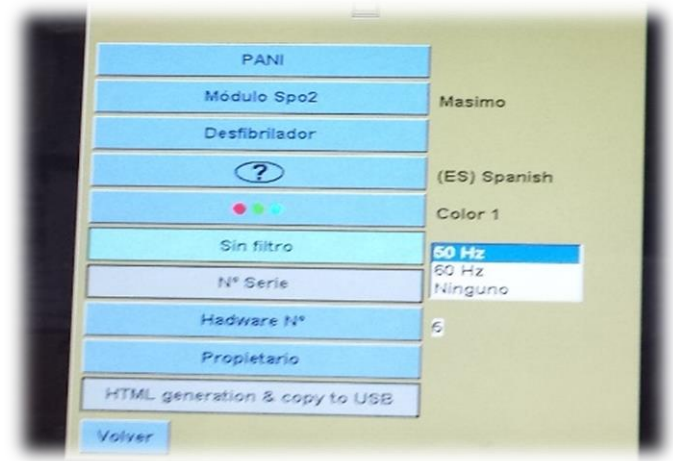 PANI
Módulo Spo2 Masimo
Desfibrilador
? (ES) Spanish
Color 1
Sin filtro 50 Hz
60 Hz
Nº Serie Ninguno
Hadware Nº 6
Propietario
HTML generation & copy to USB
Volver